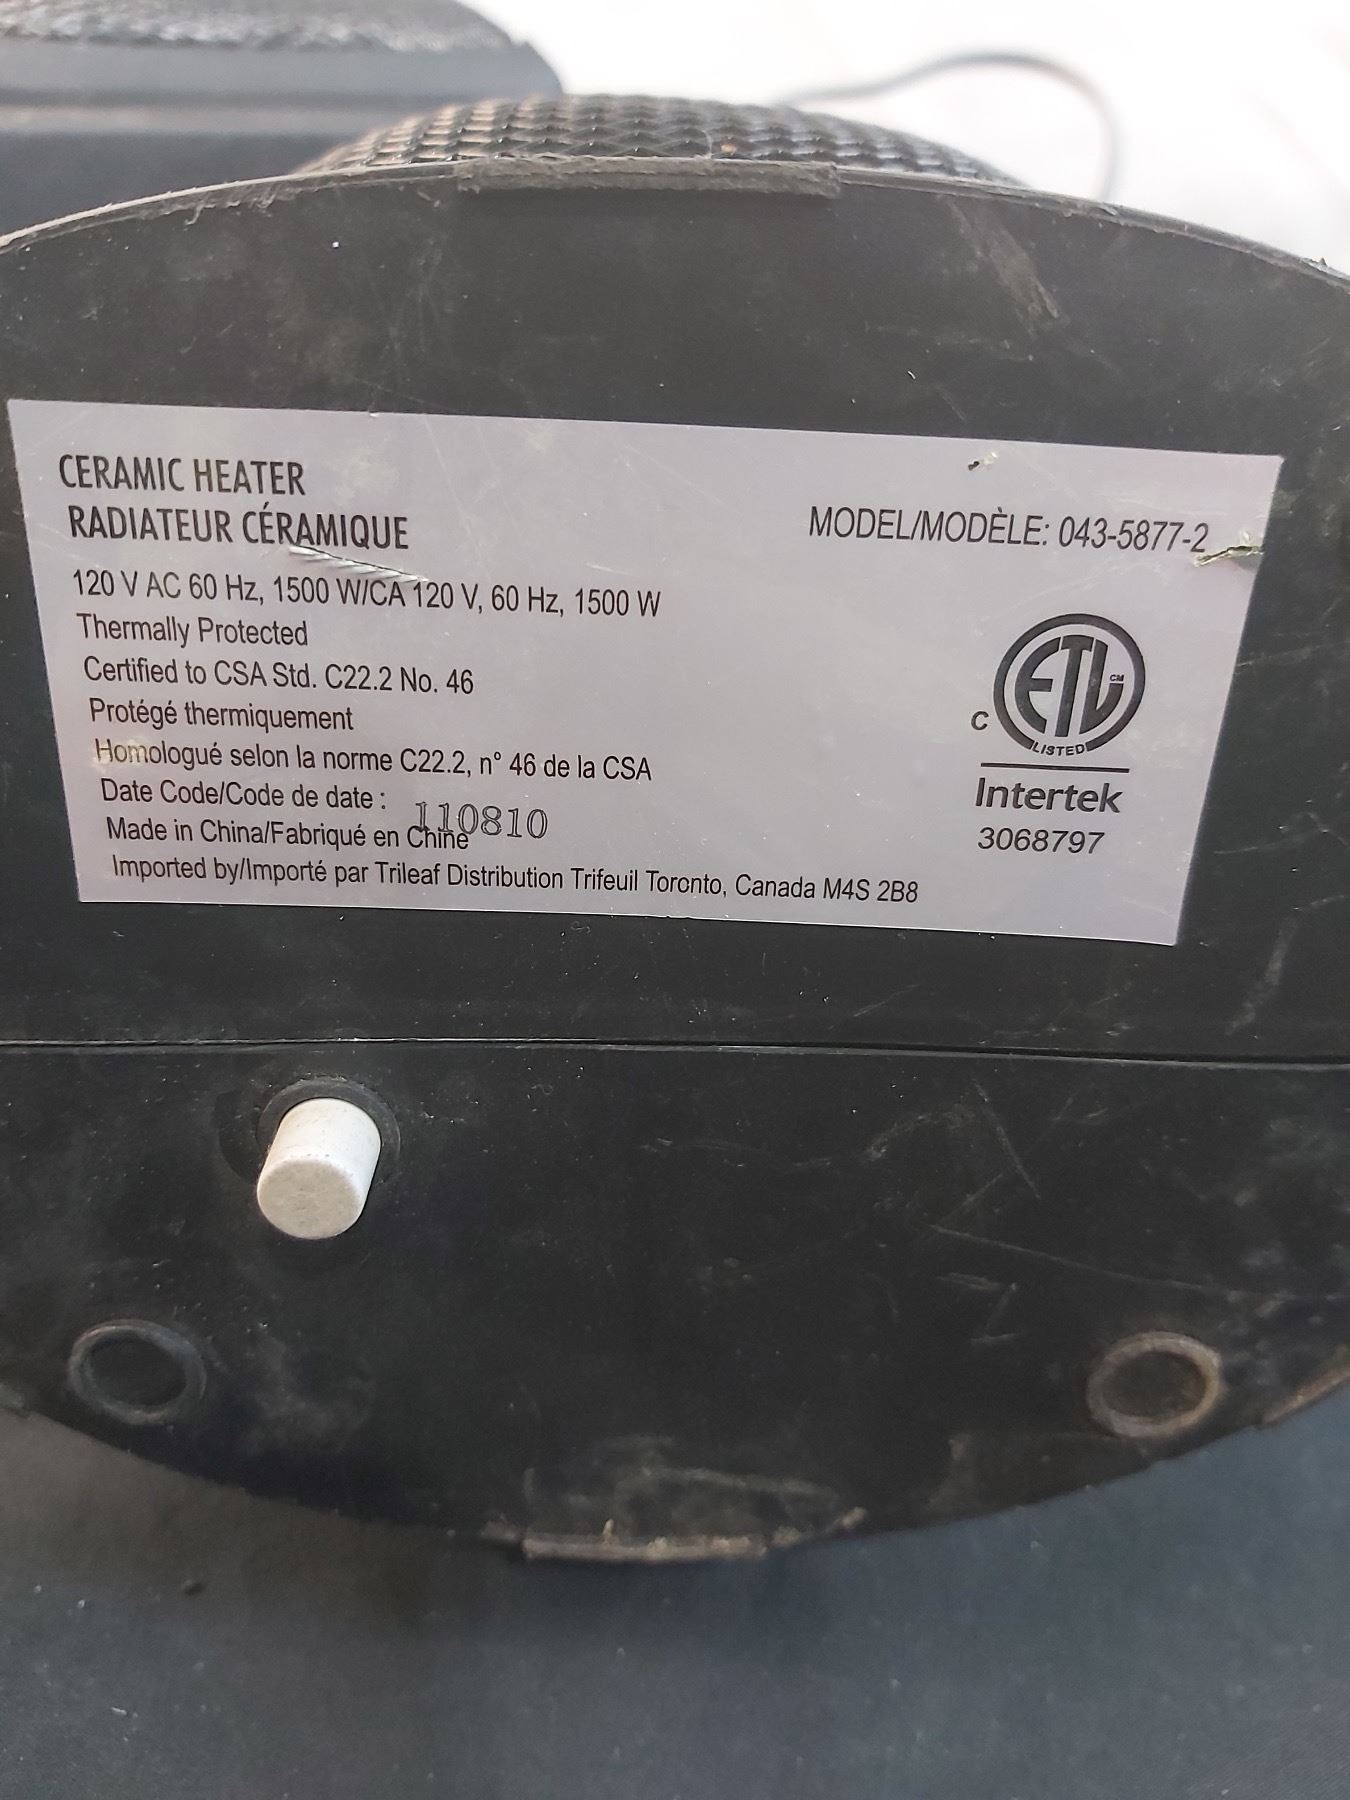 CERAMIC HEATER
RADIATEUR CÉRAMIQUE
MODEL/MODÈLE: 043-5877-2
120 V AC 60 Hz, 1500 W/CA 120 V, 60 Hz, 1500 W
Thermally Protected
Certified to CSA Std. C22.2 No. 46
Protégé thermiquement
Homologué selon la norme C22.2, n° 46 de la CSA
Date Code/Code de date : 110810
Made in China/Fabriqué en Chine
Imported by/Importé par Trileaf Distribution Trifeuil Toronto, Canada M4S 2B8
C ETL CM
LISTED
Intertek
3068797